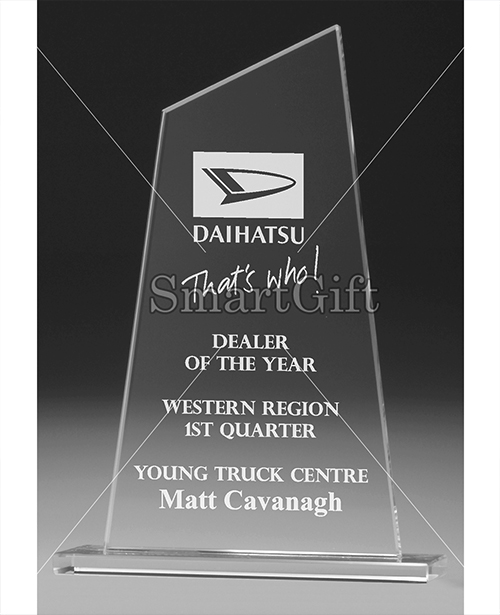 DAIHATSU
That's who!
SmartGift
DEALER
OF THE YEAR
WESTERN REGION
1ST QUARTER
YOUNG TRUCK CENTRE
Matt Cavanagh